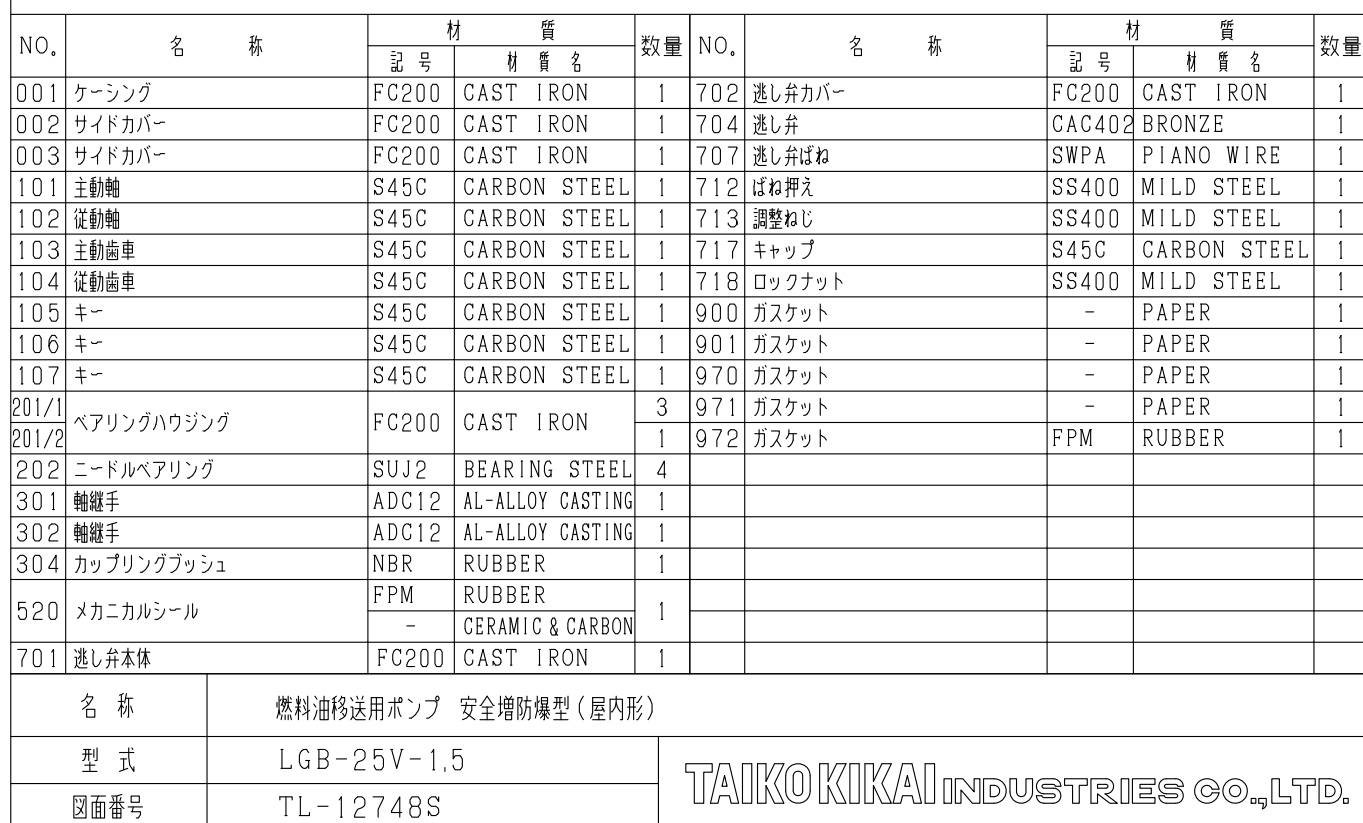 NO. 名 称 材 質 数量 NO. 名 称 材 質 数量
記 号 材 質 名 記 号 材 質 名
001 ケーシング FC200 CAST IRON 1 702 逃し弁カバー FC200 CAST IRON 1
002 サイドカバー FC200 CAST IRON 1 704 逃し弁 CAC402 BRONZE 1
003 サイドカバー FC200 CAST IRON 1 707 逃し弁ばね SWPA PIANO WIRE 1
101 主動軸 S45C CARBON STEEL 1 712 ばね押え SS400 MILD STEEL 1
102 従動軸 S45C CARBON STEEL 1 713 調整ねじ SS400 MILD STEEL 1
103 主動歯車 S45C CARBON STEEL 1 717 キャップ S45C CARBON STEEL 1
104 従動歯車 S45C CARBON STEEL 1 718 ロックナット SS400 MILD STEEL 1
105 キー S45C CARBON STEEL 1 900 ガスケット - PAPER 1
106 キー S45C CARBON STEEL 1 901 ガスケット - PAPER 1
107 キー S45C CARBON STEEL 1 970 ガスケット - PAPER 1
201/1 ベアリングハウジング FC200 CAST IRON 3 971 ガスケット - PAPER 1
201/2 1 972 ガスケット FPM RUBBER 1
202 ニードルベアリング SUJ2 BEARING STEEL 4
301 軸継手 ADC12 AL-ALLOY CASTING 1
302 軸継手 ADC12 AL-ALLOY CASTING 1
304 カップリングブッシュ NBR RUBBER 1
520 メカニカルシール FPM RUBBER 1
- CERAMIC & CARBON
701 逃し弁本体 FC200 CAST IRON 1
名 称 燃料油移送用ポンプ 安全増防爆型(屋内形)
型 式 LGB-25V-1.5
図面番号 TL-12748S
TAIKO KIKAI INDUSTRIES CO.,LTD.